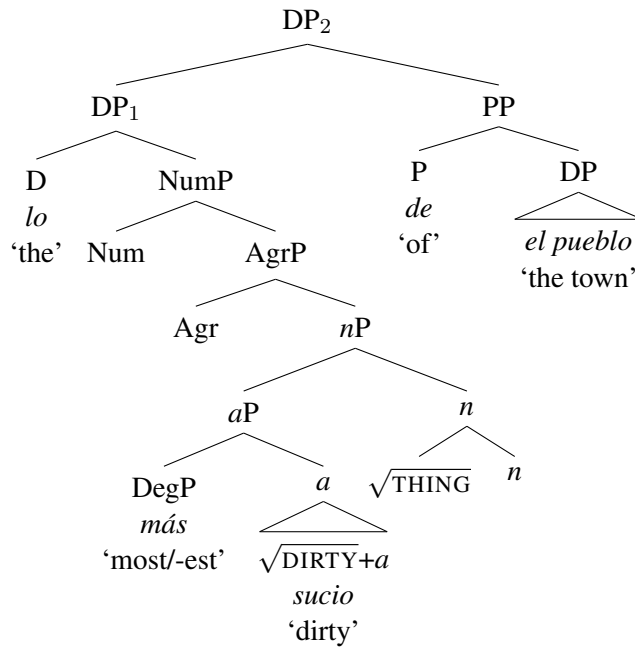 DP₂
DP₁ PP
D NumP P DP
lo de
‘the’ Num AgrP ‘of’ el pueblo
‘the town’
Agr nP
aP n
DegP a √THING n
más
‘most/-est’ √DIRTY+a
sucio
‘dirty’